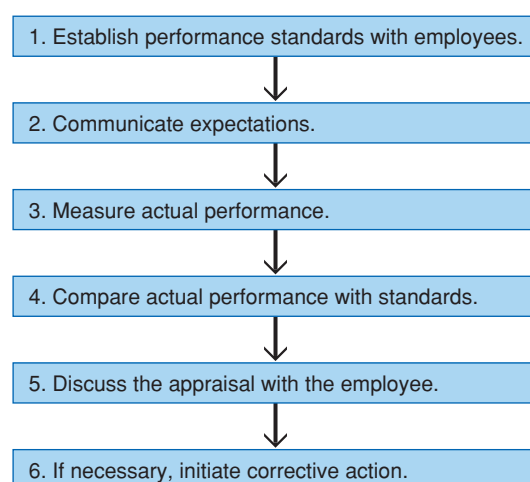 1. Establish performance standards with employees.
2. Communicate expectations.
3. Measure actual performance.
4. Compare actual performance with standards.
5. Discuss the appraisal with the employee.
6. If necessary, initiate corrective action.